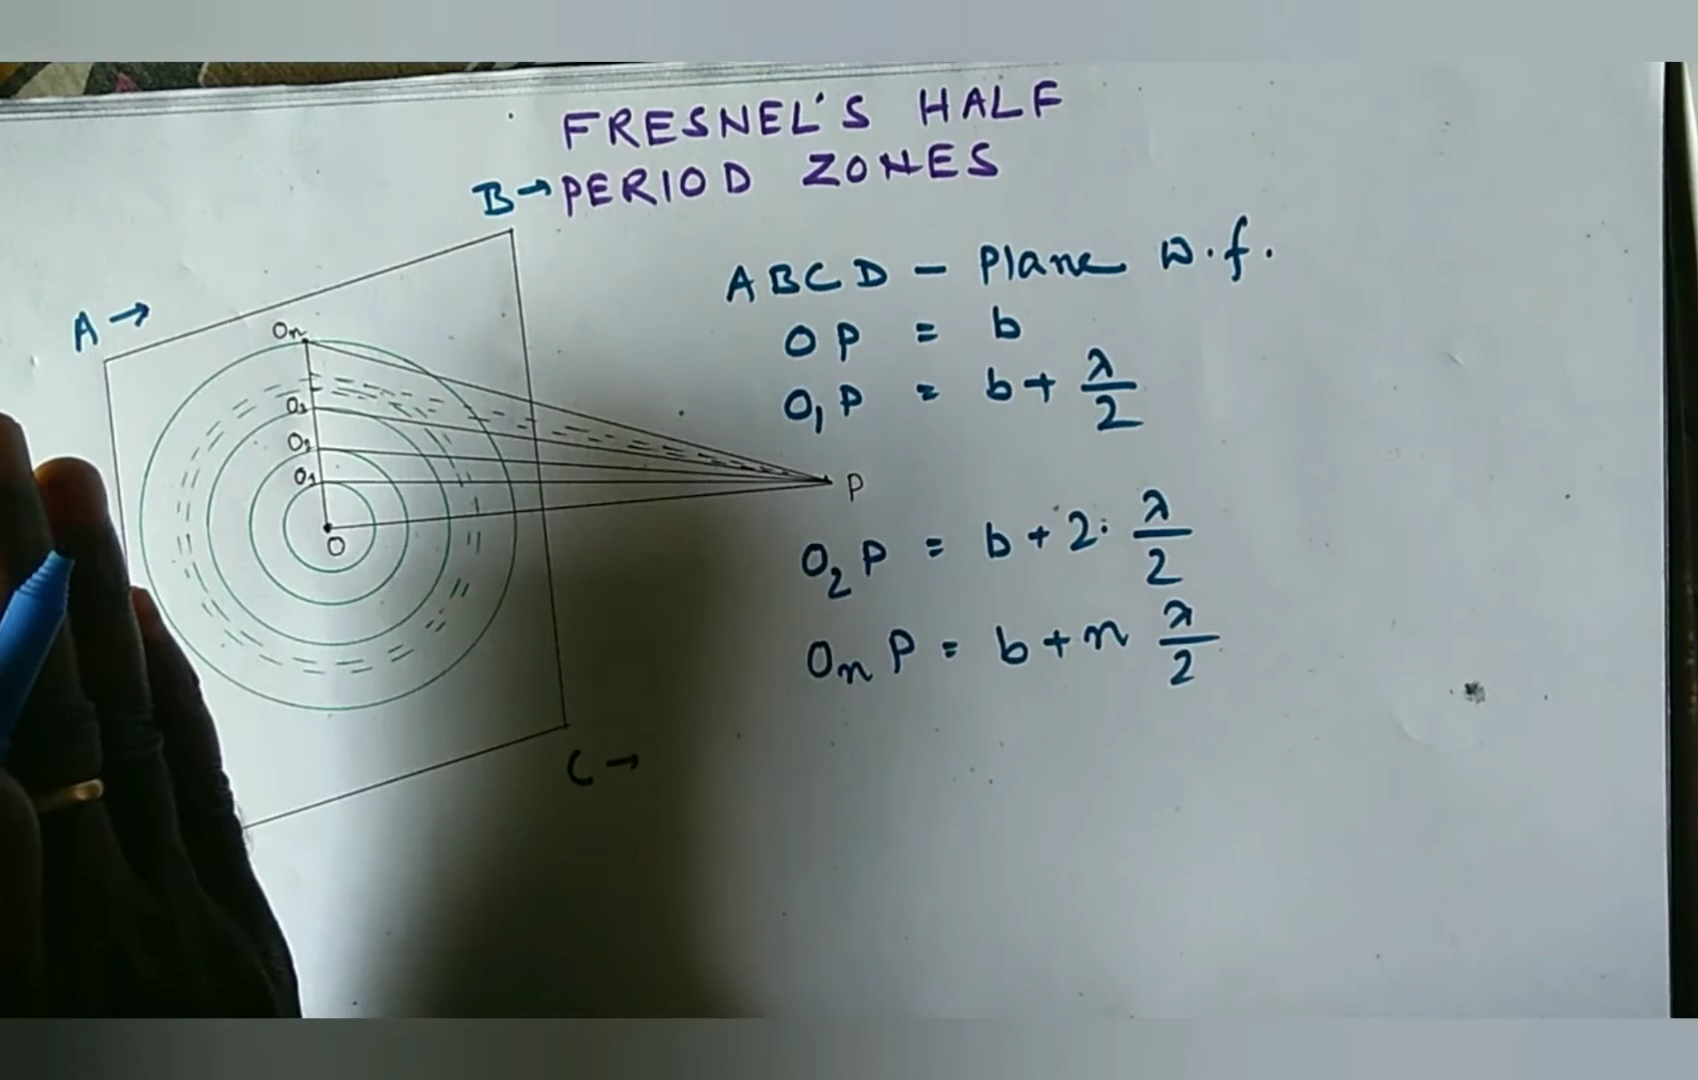 FRESNEL'S HALF
B→ PERIOD ZONES
A→
ABCD – Plane w.f.
OP = b
O₁P = b + λ/2
O₂P = b + 2. λ/2
OₙP = b + n λ/2
Oₙ
O₃
O₂
O₁
O
P
C→